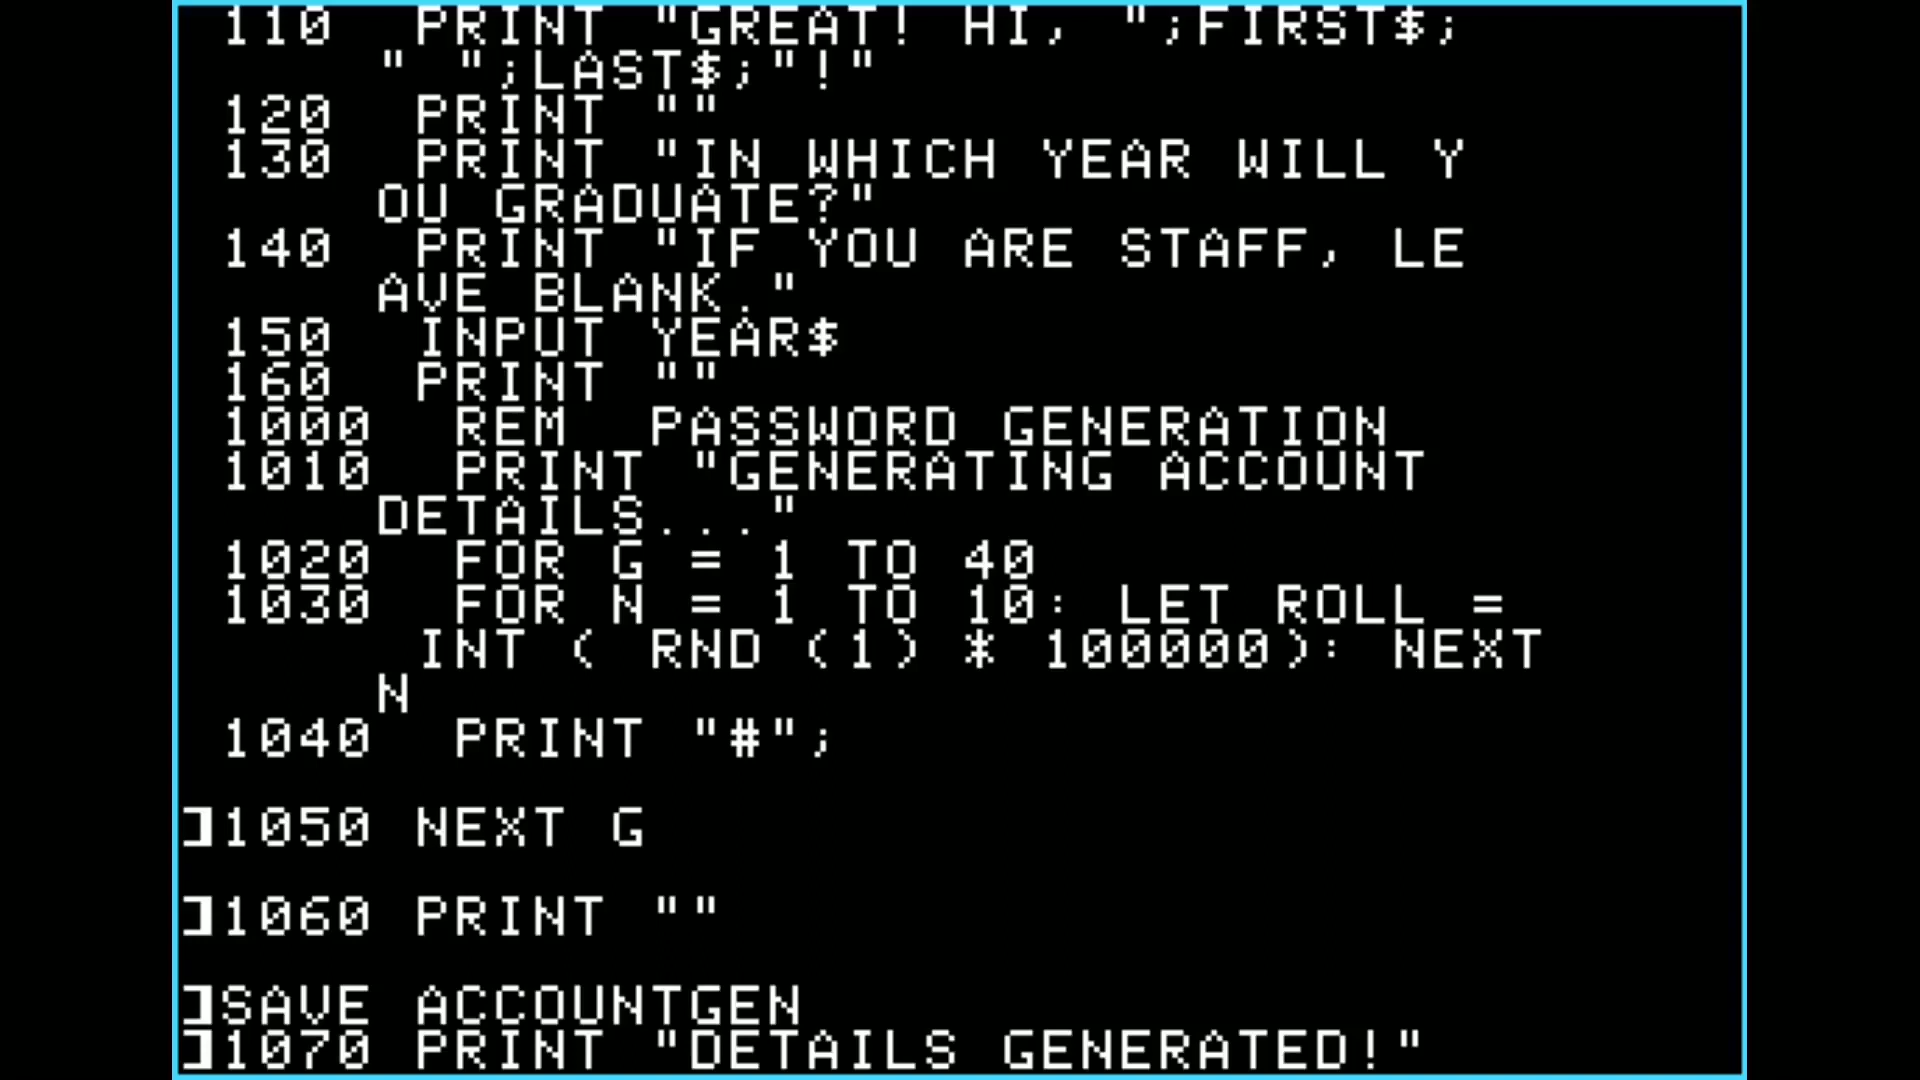 110  PRINT "GREAT! HI, ";FIRST$;
" ";LAST$;"!"
120  PRINT ""
130  PRINT "IN WHICH YEAR WILL Y
OU GRADUATE?"
140  PRINT "IF YOU ARE STAFF, LE
AVE BLANK."
150  INPUT YEAR$
160  PRINT ""
1000  REM  PASSWORD GENERATION
1010  PRINT "GENERATING ACCOUNT
DETAILS..."
1020  FOR G = 1 TO 40
1030  FOR N = 1 TO 10: LET ROLL =
INT ( RND (1) * 100000): NEXT
N
1040  PRINT "#";
]1050 NEXT G
]1060 PRINT ""
]SAVE ACCOUNTGEN
]1070 PRINT "DETAILS GENERATED!"